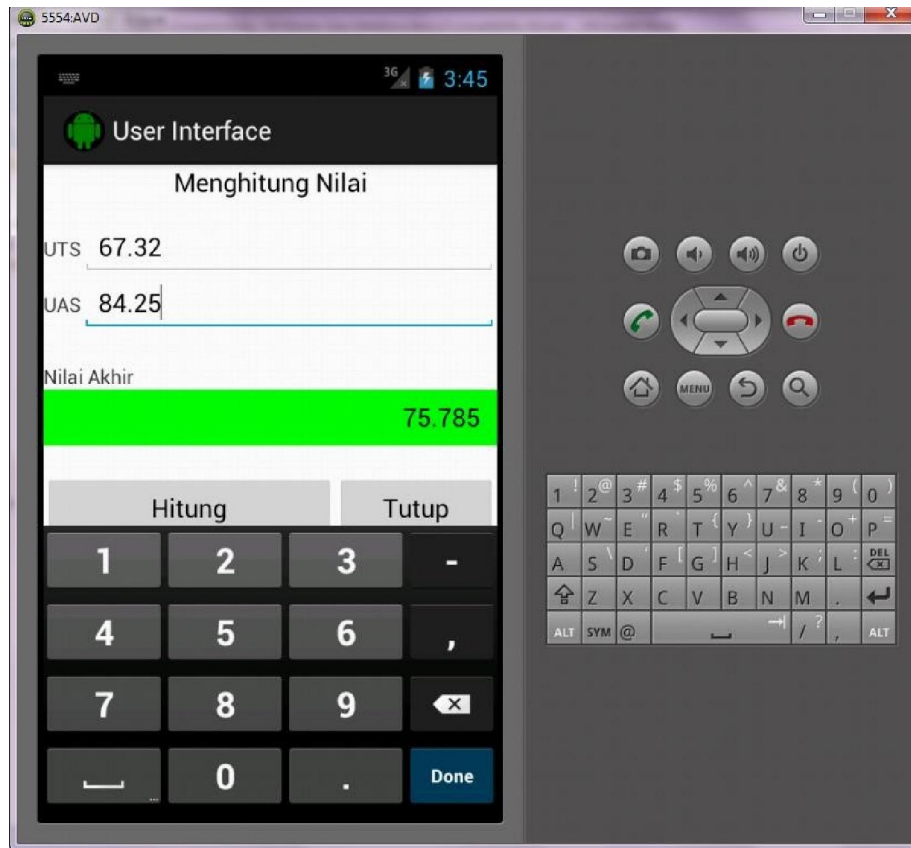 5554:AVD
3G 3:45
User Interface
Menghitung Nilai
UTS 67.32
UAS 84.25
Nilai Akhir
75.785
Hitung Tutup
1 2 3 -
4 5 6 ,
7 8 9
0 . Done
MENU
1 ! 2 @ 3 # 4 $ 5 % 6 ^ 7 & 8 * 9 ( 0 )
Q | W ~ E " R ` T { Y } U _ I - O + P =
A S \ D ' F [ G ] H < J > K ; L : DEL
Z X C V B N M .
ALT SYM @ / ? , ALT